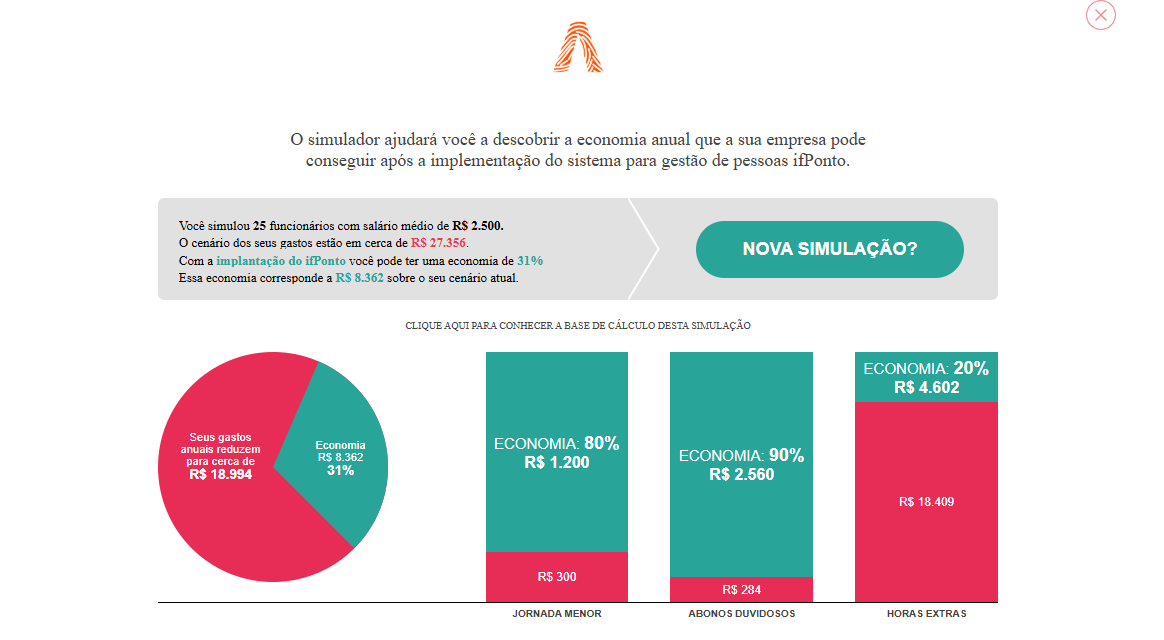 O simulador ajudará você a descobrir a economia anual que a sua empresa pode
conseguir após a implementação do sistema para gestão de pessoas ifPonto.
Você simulou 25 funcionários com salário médio de R$ 2.500.
O cenário dos seus gastos estão em cerca de R$ 27.356.
Com a implantação do ifPonto você pode ter uma economia de 31%
Essa economia corresponde a R$ 8.362 sobre o seu cenário atual.
NOVA SIMULAÇÃO?
CLIQUE AQUI PARA CONHECER A BASE DE CÁLCULO DESTA SIMULAÇÃO
Seus gastos
anuais reduzem
para cerca de
R$ 18.994
Economia
R$ 8.362
31%
ECONOMIA: 80%
R$ 1.200
R$ 300
JORNADA MENOR
ECONOMIA: 90%
R$ 2.560
R$ 284
ABONOS DUVIDOSOS
ECONOMIA: 20%
R$ 4.602
R$ 18.409
HORAS EXTRAS